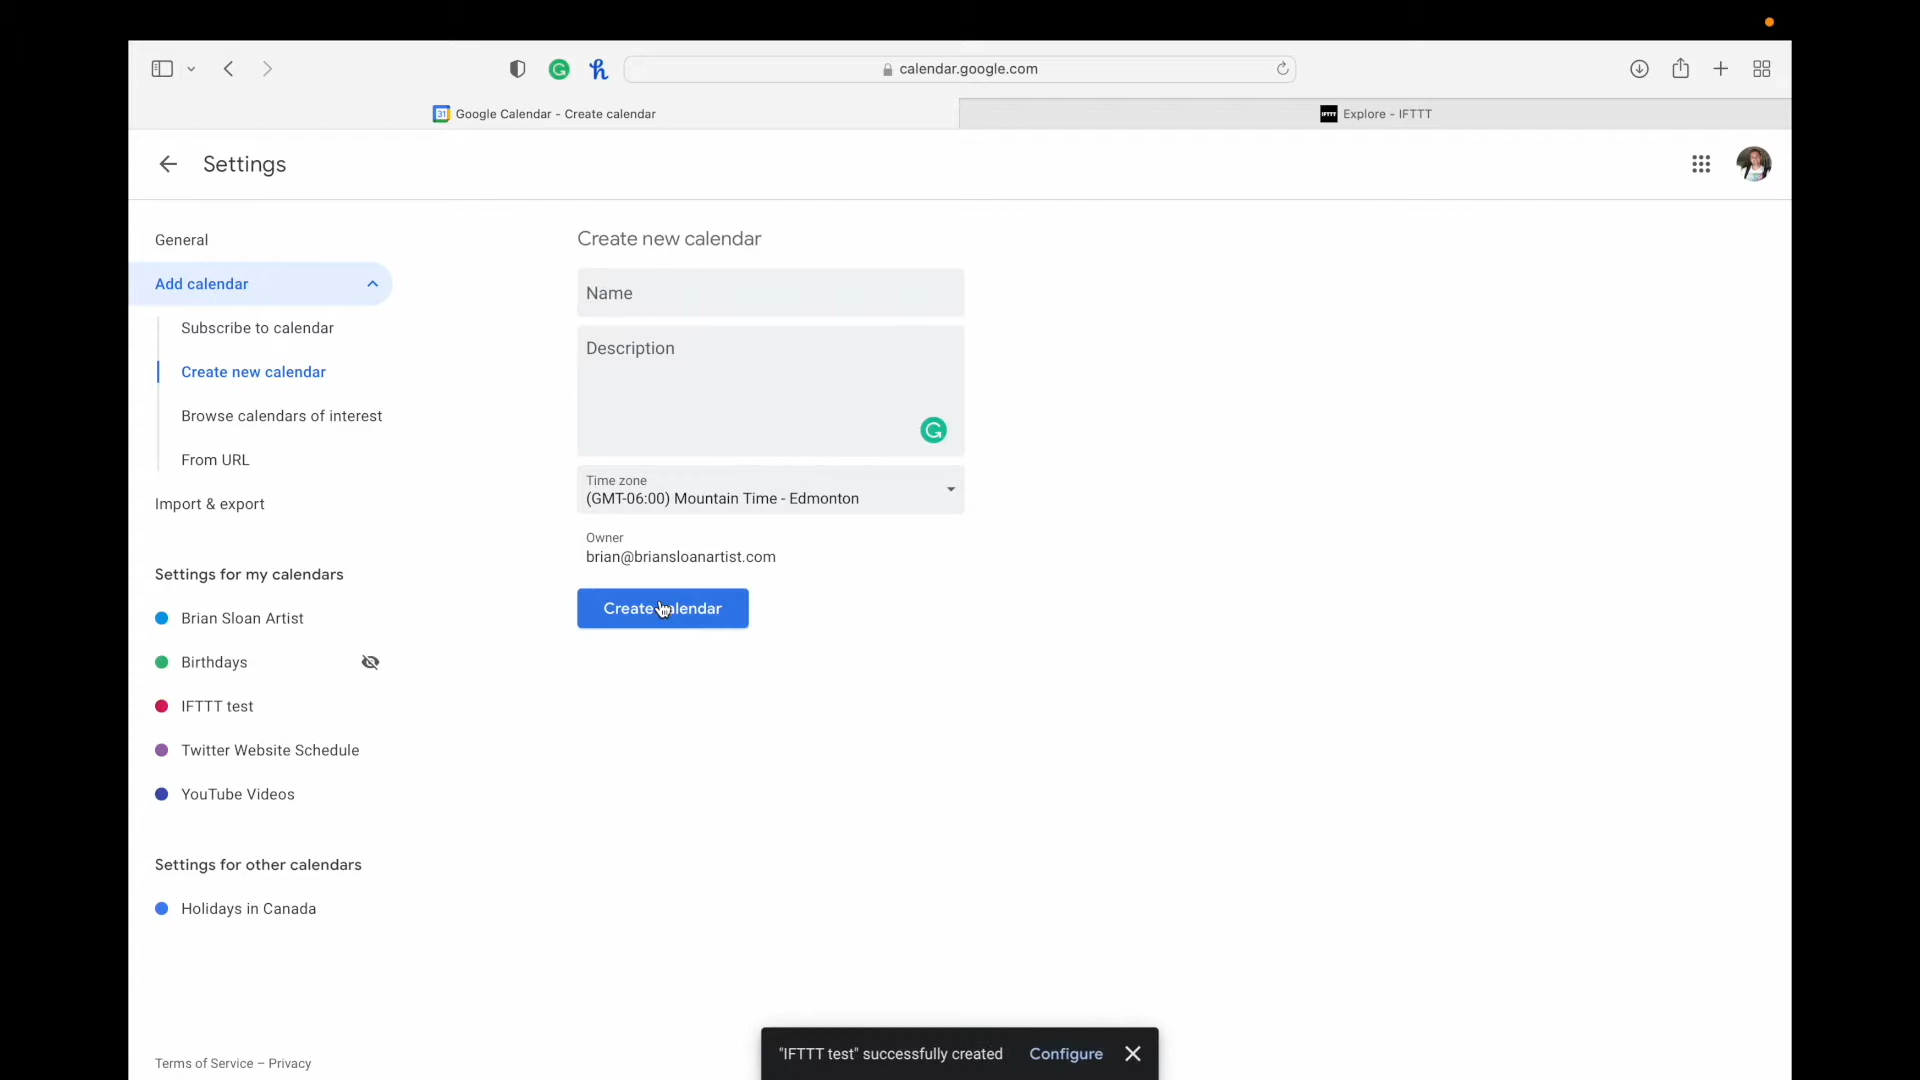 calendar.google.com
Google Calendar - Create calendar
Explore - IFTTT
Settings
General
Add calendar
Subscribe to calendar
Create new calendar
Browse calendars of interest
From URL
Import & export
Settings for my calendars
Brian Sloan Artist
Birthdays
IFTTT test
Twitter Website Schedule
YouTube Videos
Settings for other calendars
Holidays in Canada
Terms of Service – Privacy
Create new calendar
Name
Description
Time zone
(GMT-06:00) Mountain Time - Edmonton
Owner
brian@briansloanartist.com
Create calendar
"IFTTT test" successfully created Configure